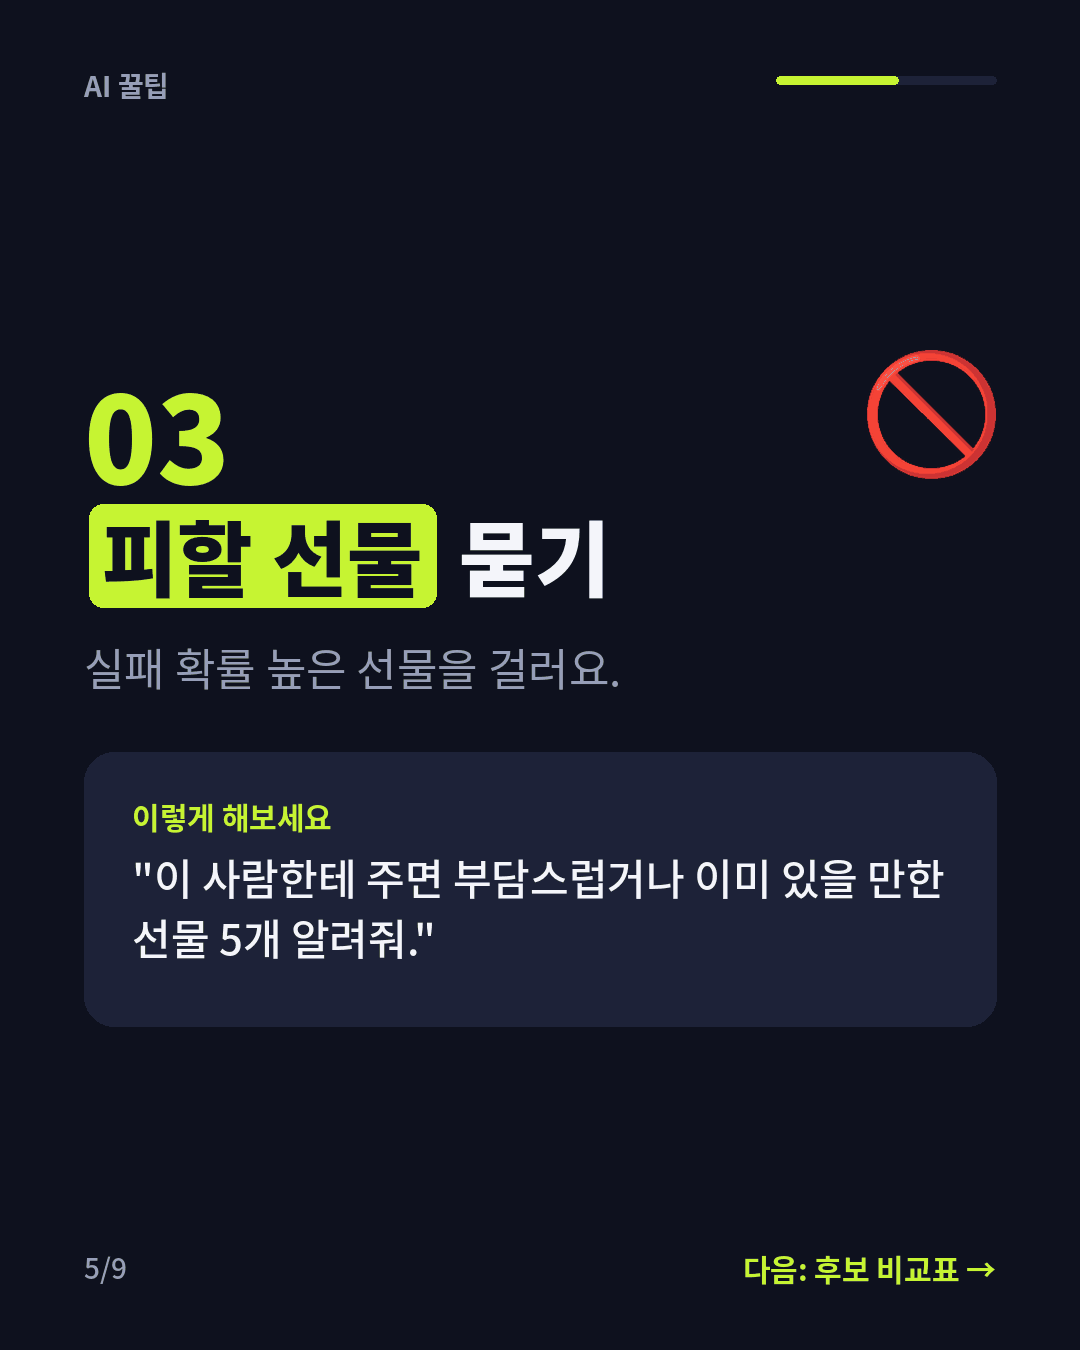 AI 꿀팁
03
피할 선물 묻기
실패 확률 높은 선물을 걸러요.
이렇게 해보세요
"이 사람한테 주면 부담스럽거나 이미 있을 만한
선물 5개 알려줘."
5/9
다음: 후보 비교표 →